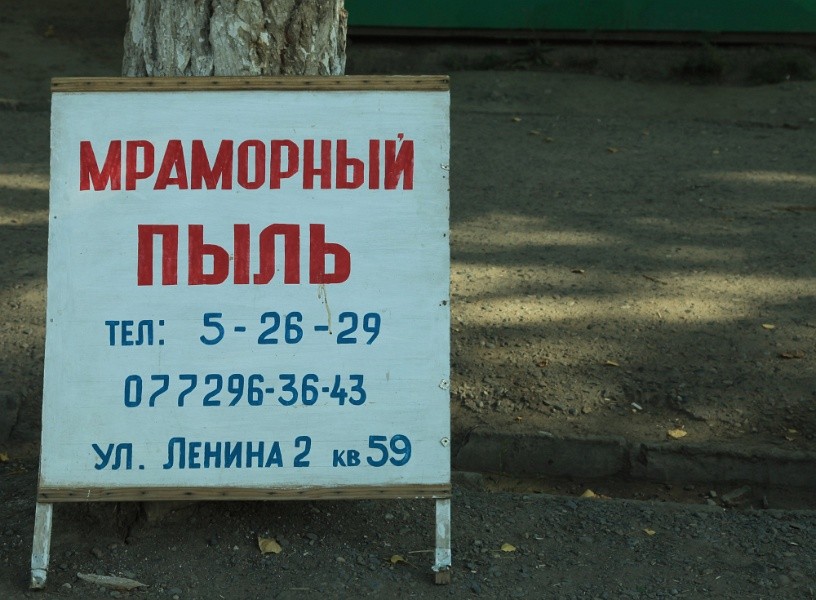 МРАМОРНЫЙ
ПЫЛЬ
ТЕЛ: 5-26-29
077296-36-43
УЛ. ЛЕНИНА 2 КВ 59